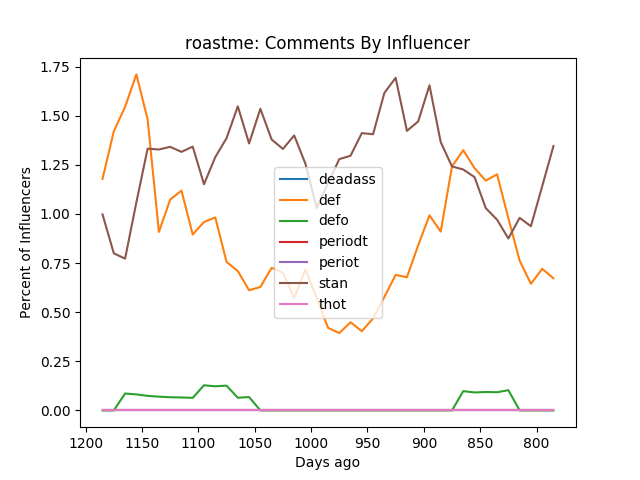 roastme: Comments By Influencer
Percent of Influencers
1.75
1.50
1.25
1.00
0.75
0.50
0.25
0.00
deadass
def
defo
periodt
periot
stan
thot
1200
1150
1100
1050
1000
950
900
850
800
Days ago